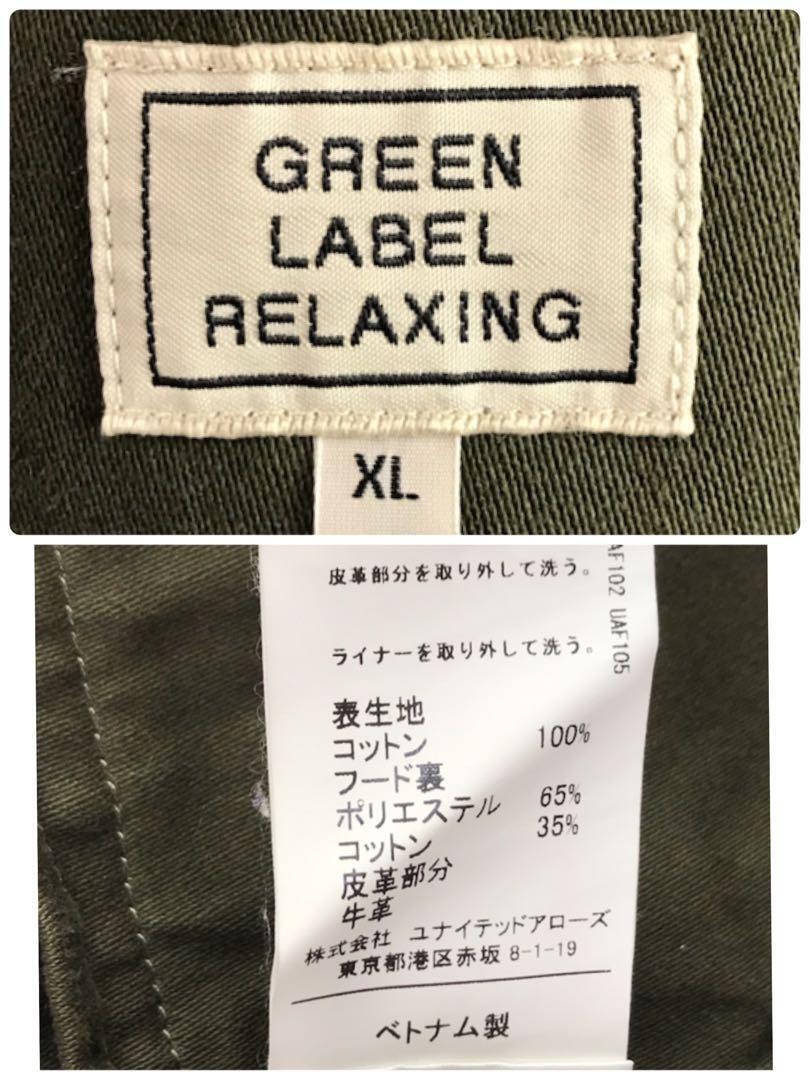 GREEN
LABEL
RELAXING
XL
皮革部分を取り外して洗う。
ライナーを取り外して洗う。
表生地
コットン 100%
フード裏
ポリエステル 65%
コットン 35%
皮革部分
牛革
株式会社 ユナイテッドアローズ
東京都港区赤坂 8-1-19
ベトナム製
AF102 UAF105